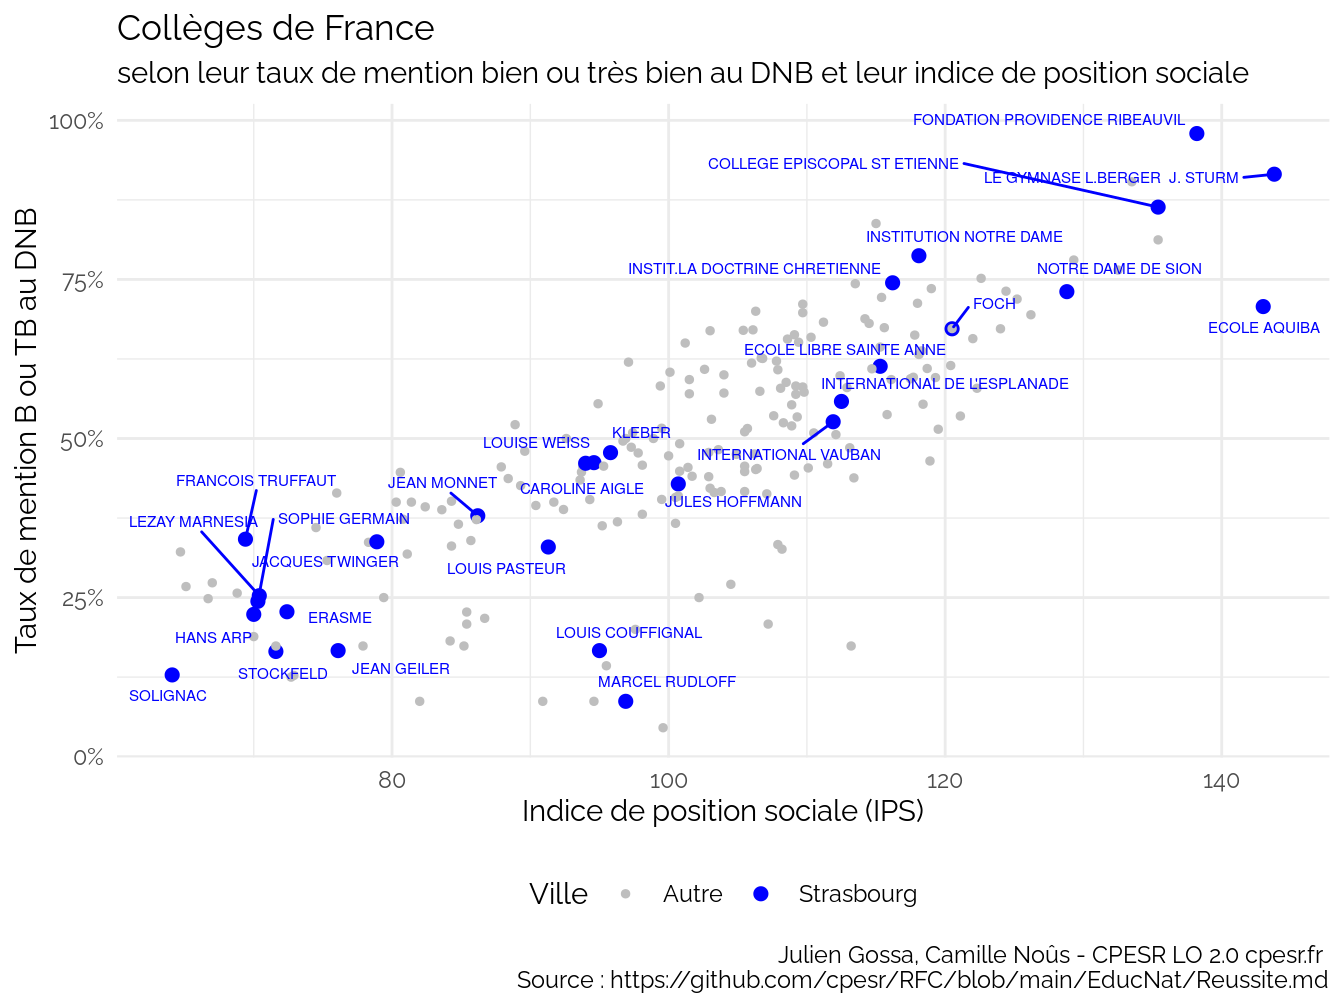 Collèges de France
selon leur taux de mention bien ou très bien au DNB et leur indice de position sociale
Taux de mention B ou TB au DNB
100%
75%
50%
25%
0%
FONDATION PROVIDENCE RIBEAUVIL
COLLEGE EPISCOPAL ST ETIENNE
LE GYMNASE L.BERGER J. STURM
INSTITUTION NOTRE DAME
INSTIT.LA DOCTRINE CHRETIENNE
NOTRE DAME DE SION
FOCH
ECOLE AQUIBA
ECOLE LIBRE SAINTE ANNE
INTERNATIONAL DE L'ESPLANADE
KLEBER
LOUISE WEISS
INTERNATIONAL VAUBAN
FRANCOIS TRUFFAUT
JEAN MONNET
CAROLINE AIGLE
JULES HOFFMANN
LEZAY MARNESIA
SOPHIE GERMAIN
JACQUES TWINGER
LOUIS PASTEUR
ERASME
HANS ARP
LOUIS COUFFIGNAL
STOCKFELD
JEAN GEILER
MARCEL RUDLOFF
SOLIGNAC
80
100
120
140
Indice de position sociale (IPS)
Ville
Autre
Strasbourg
Julien Gossa, Camille Noûs - CPESR LO 2.0 cpesr.fr
Source : https://github.com/cpesr/RFC/blob/main/EducNat/Reussite.md